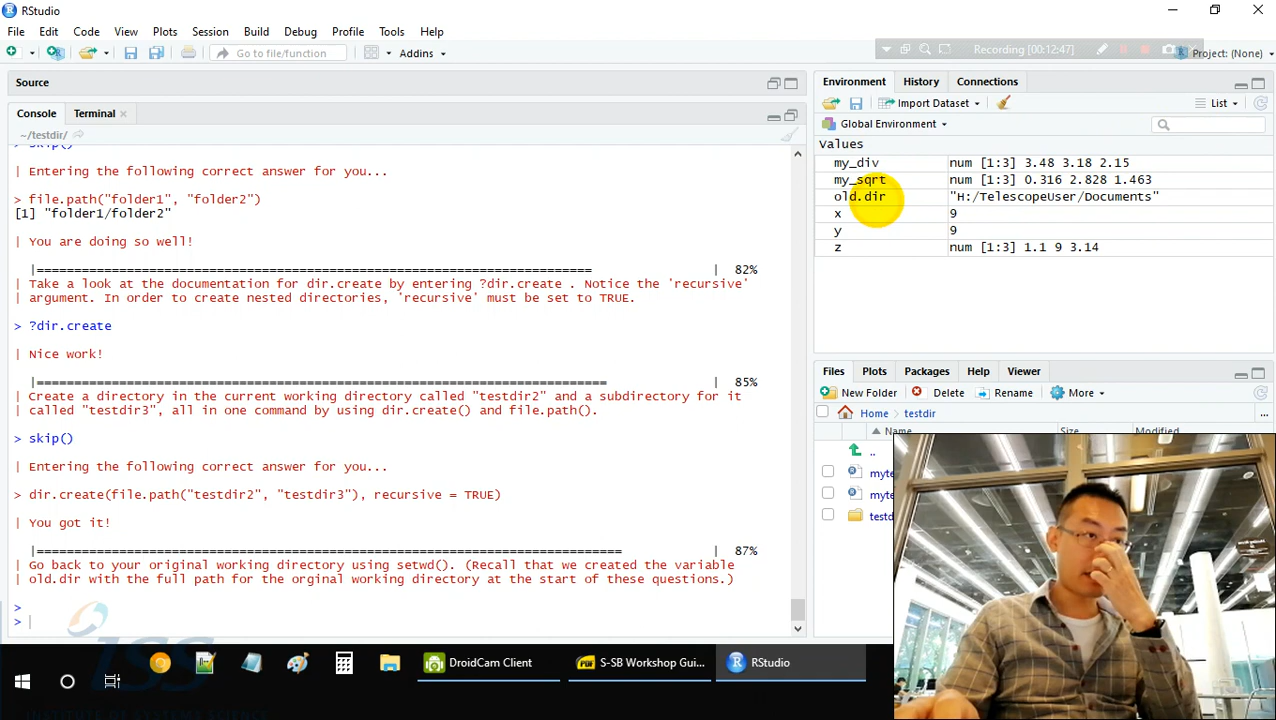 RStudio
File Edit Code View Plots Session Build Debug Profile Tools Help
Go to file/function
Addins
Recording [00:12:47]
Project: (None)
Source
Console Terminal
~/testdir/
> skip()
| Entering the following correct answer for you...
> file.path("folder1", "folder2")
[1] "folder1/folder2"
| You are doing so well!
|========================================================================== | 82%
| Take a look at the documentation for dir.create by entering ?dir.create . Notice the 'recursive'
| argument. In order to create nested directories, 'recursive' must be set to TRUE.
> ?dir.create
| Nice work!
|============================================================================ | 85%
| Create a directory in the current working directory called "testdir2" and a subdirectory for it
| called "testdir3", all in one command by using dir.create() and file.path().
> skip()
| Entering the following correct answer for you...
> dir.create(file.path("testdir2", "testdir3"), recursive = TRUE)
| You got it!
|============================================================================== | 87%
| Go back to your original working directory using setwd(). (Recall that we created the variable
| old.dir with the full path for the orginal working directory at the start of these questions.)
>
>
Environment History Connections
Import Dataset
List
Global Environment
Values
my_div num [1:3] 3.48 3.18 2.15
my_sqrt num [1:3] 0.316 2.828 1.463
old.dir "H:/TelescopeUser/Documents"
x 9
y 9
z num [1:3] 1.1 9 3.14
Files Plots Packages Help Viewer
New Folder Delete Rename More
Home testdir
...
Name Size Modified
..
myte
myte
testd
ISS
INSTITUTE OF SYSTEMS SCIENCE
DroidCam Client
S-SB Workshop Gui...
RStudio